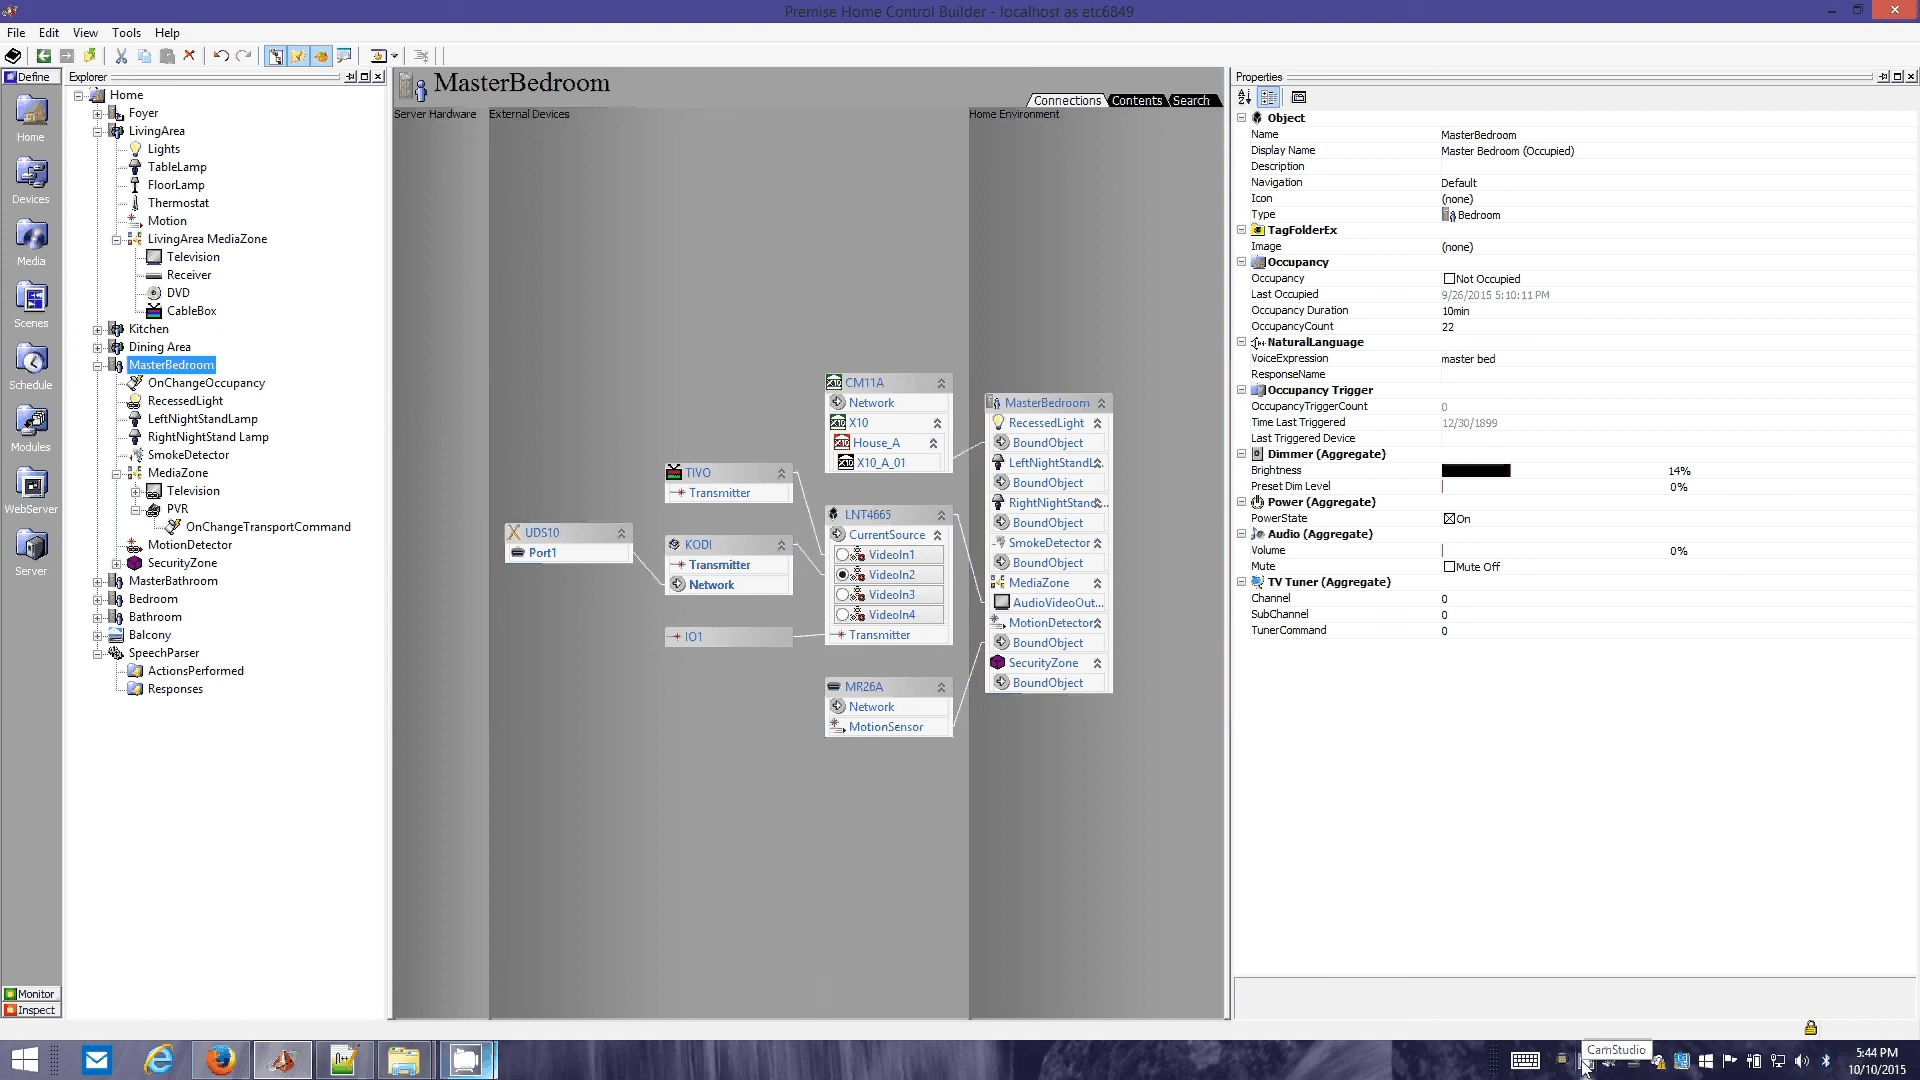 Premise Home Control Builder - localhost as etc6849
File Edit View Tools Help
Define
Home
Devices
Media
Scenes
Schedule
Modules
WebServer
Server
Monitor
Inspect
Explorer
Home
Foyer
LivingArea
Lights
TableLamp
FloorLamp
Thermostat
Motion
LivingArea MediaZone
Television
Receiver
DVD
CableBox
Kitchen
Dining Area
MasterBedroom
OnChangeOccupancy
RecessedLight
LeftNightStandLamp
RightNightStand Lamp
SmokeDetector
MediaZone
Television
PVR
OnChangeTransportCommand
MotionDetector
SecurityZone
MasterBathroom
Bedroom
Bathroom
Balcony
SpeechParser
ActionsPerformed
Responses
MasterBedroom
Connections Contents Search
Server Hardware External Devices Home Environment
UDS10
Port1
TIVO
Transmitter
KODI
Transmitter
Network
IO1
CM11A
Network
X10
House_A
X10_A_01
LNT4665
CurrentSource
VideoIn1
VideoIn2
VideoIn3
VideoIn4
Transmitter
MR26A
Network
MotionSensor
MasterBedroom
RecessedLight
BoundObject
LeftNightStandL...
BoundObject
RightNightStand...
BoundObject
SmokeDetector
BoundObject
MediaZone
AudioVideoOut...
MotionDetector
BoundObject
SecurityZone
BoundObject
Properties
Object
Name MasterBedroom
Display Name Master Bedroom (Occupied)
Description
Navigation Default
Icon (none)
Type Bedroom
TagFolderEx
Image (none)
Occupancy
Occupancy Not Occupied
Last Occupied 9/26/2015 5:10:11 PM
Occupancy Duration 10min
OccupancyCount 22
NaturalLanguage
VoiceExpression master bed
ResponseName
Occupancy Trigger
OccupancyTriggerCount 0
Time Last Triggered 12/30/1899
Last Triggered Device
Dimmer (Aggregate)
Brightness 14%
Preset Dim Level 0%
Power (Aggregate)
PowerState On
Audio (Aggregate)
Volume 0%
Mute Mute Off
TV Tuner (Aggregate)
Channel 0
SubChannel 0
TunerCommand 0
CamStudio
5:44 PM
10/10/2015